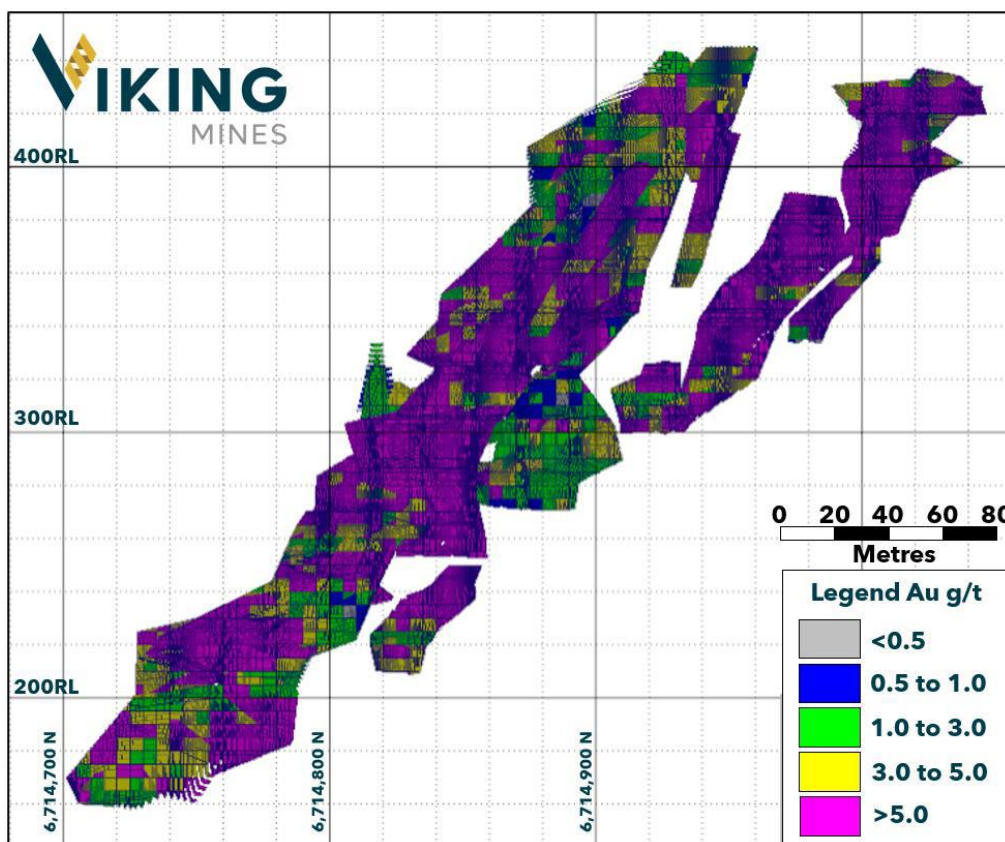 VIKING
MINES
400RL
300RL
200RL
6,714,700 N
6,714,800 N
6,714,900 N
0 20 40 60 80
Metres
Legend Au g/t
<0.5
0.5 to 1.0
1.0 to 3.0
3.0 to 5.0
>5.0